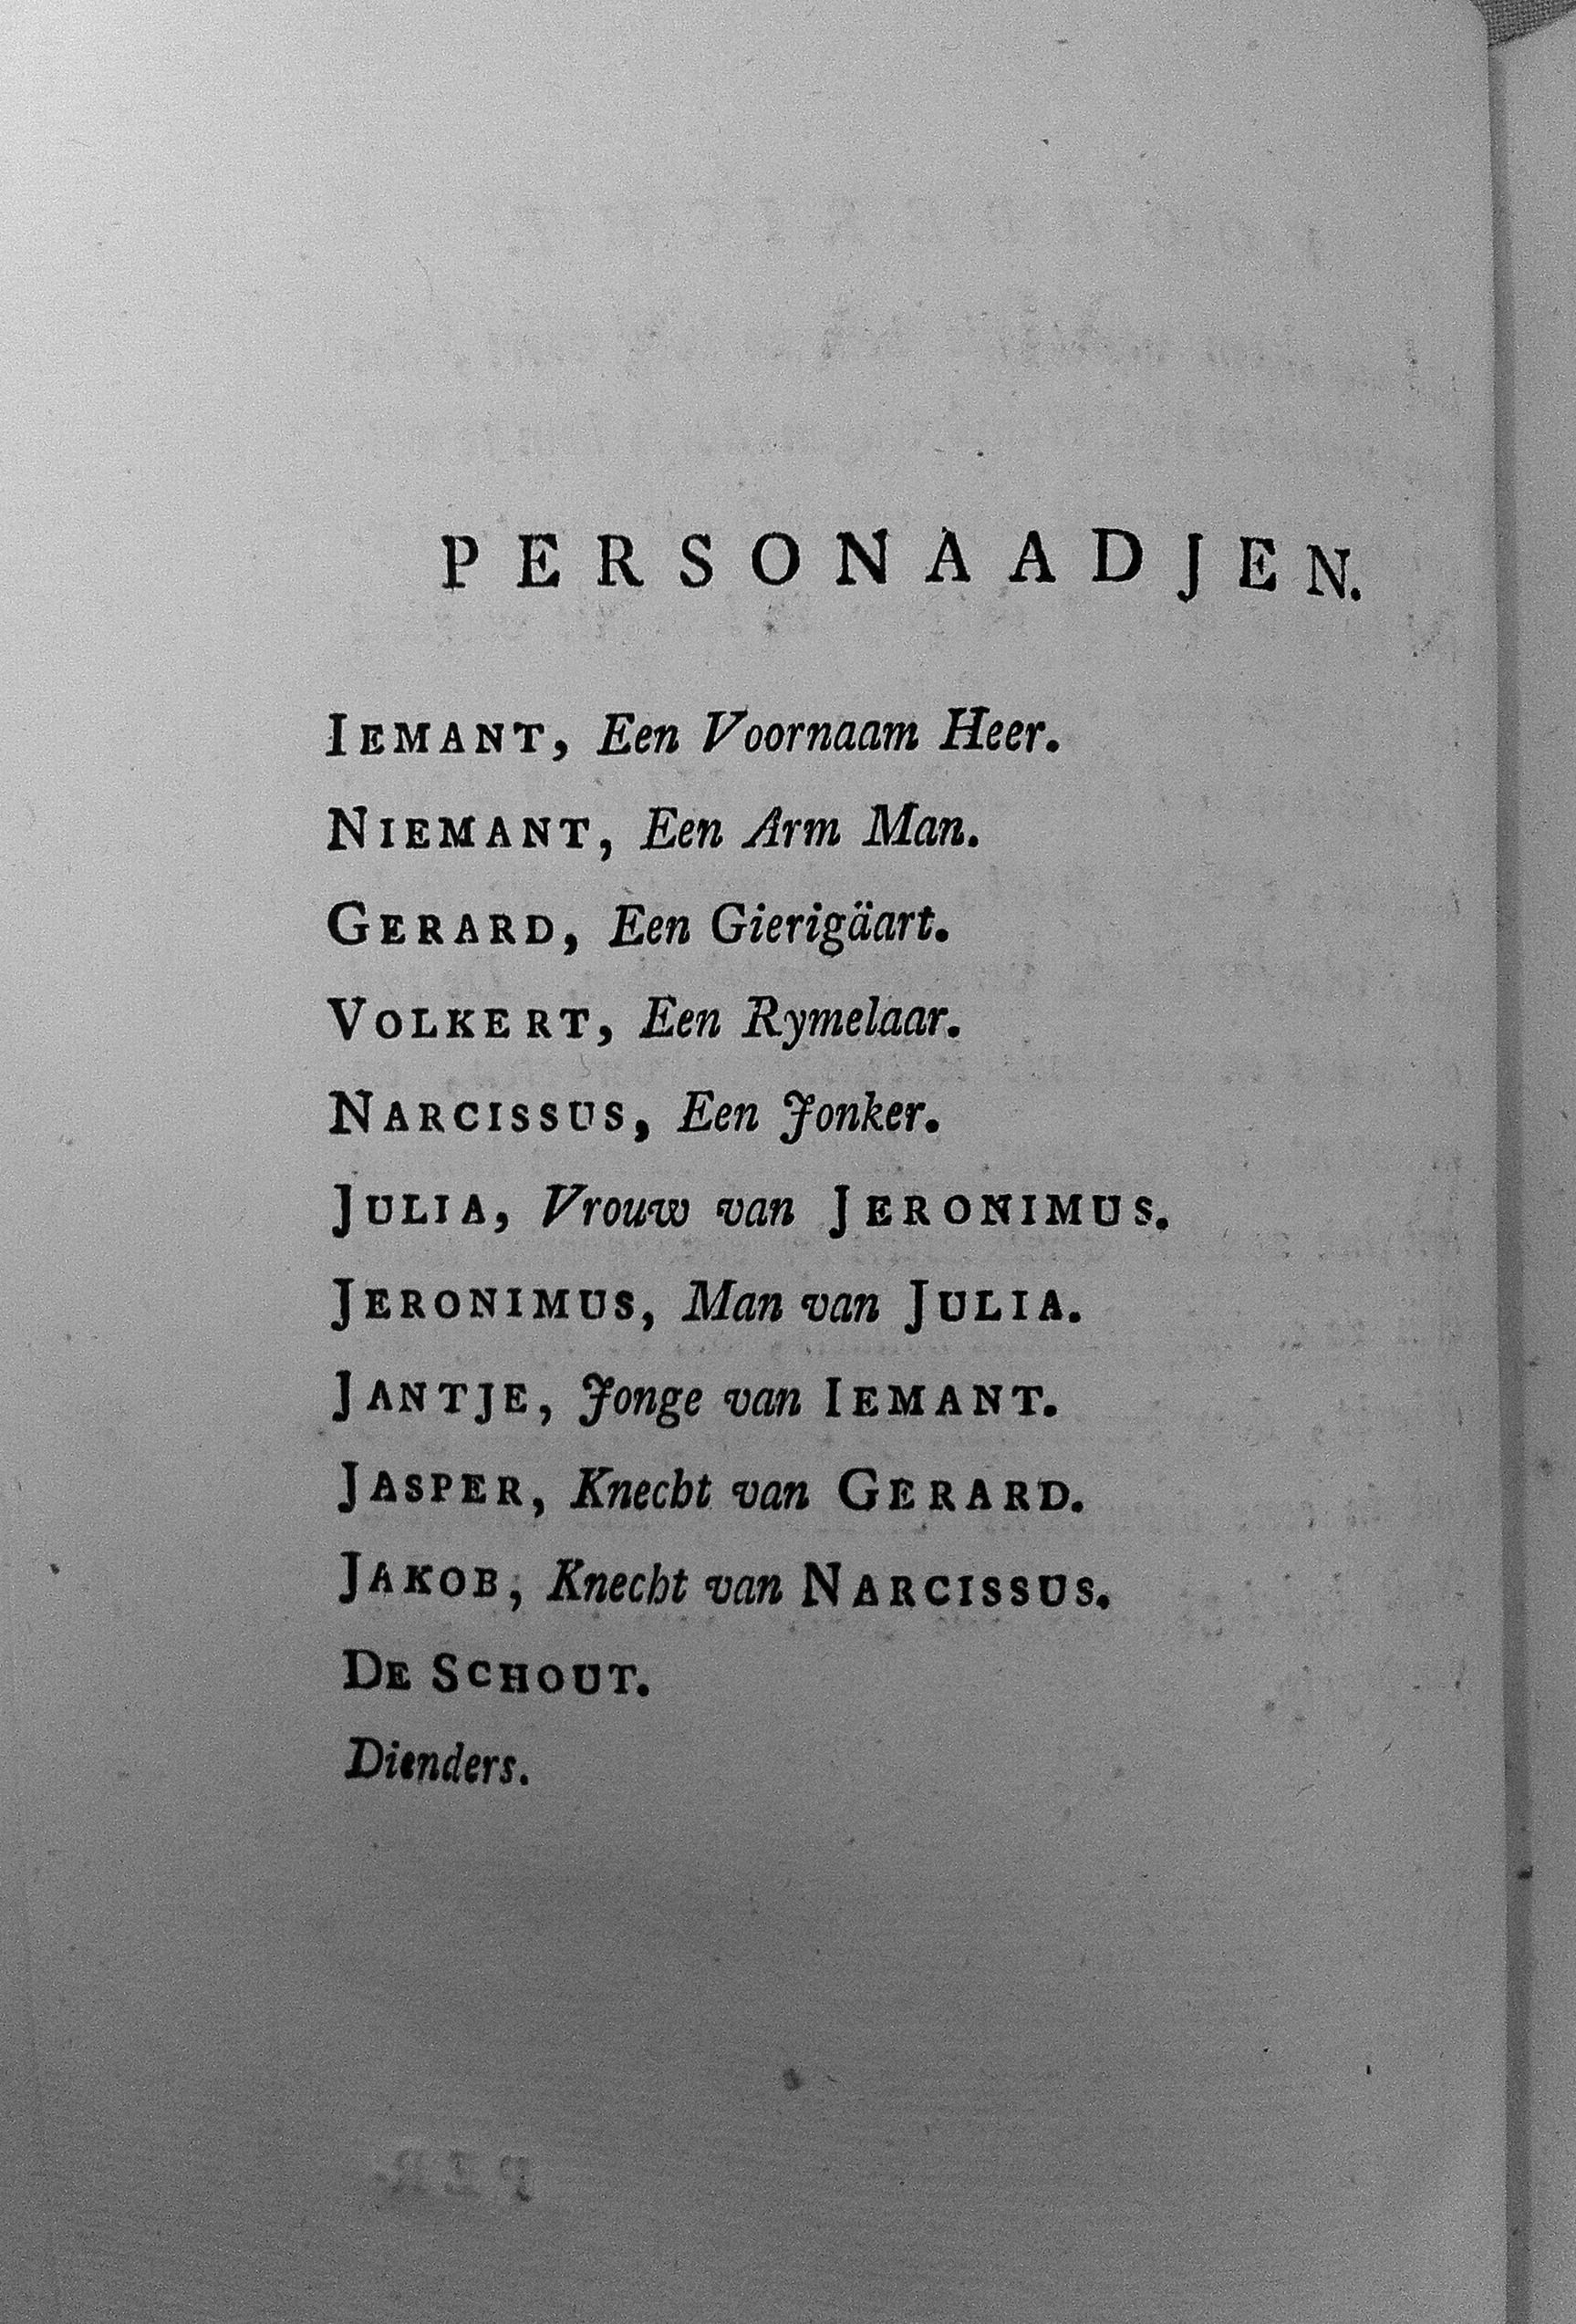 PERSONAADJEN.
IEMANT, Een Voornaam Heer.
NIEMANT, Een Arm Man.
GERARD, Een Gierigäart.
VOLKERT, Een Rymelaar.
NARCISSUS, Een Jonker.
JULIA, Vrouw van JERONIMUS.
JERONIMUS, Man van JULIA.
JANTJE, Jonge van IEMANT.
JASPER, Knecht van GERARD.
JAKOB, Knecht van NARCISSUS.
DE SCHOUT.
Dienders.